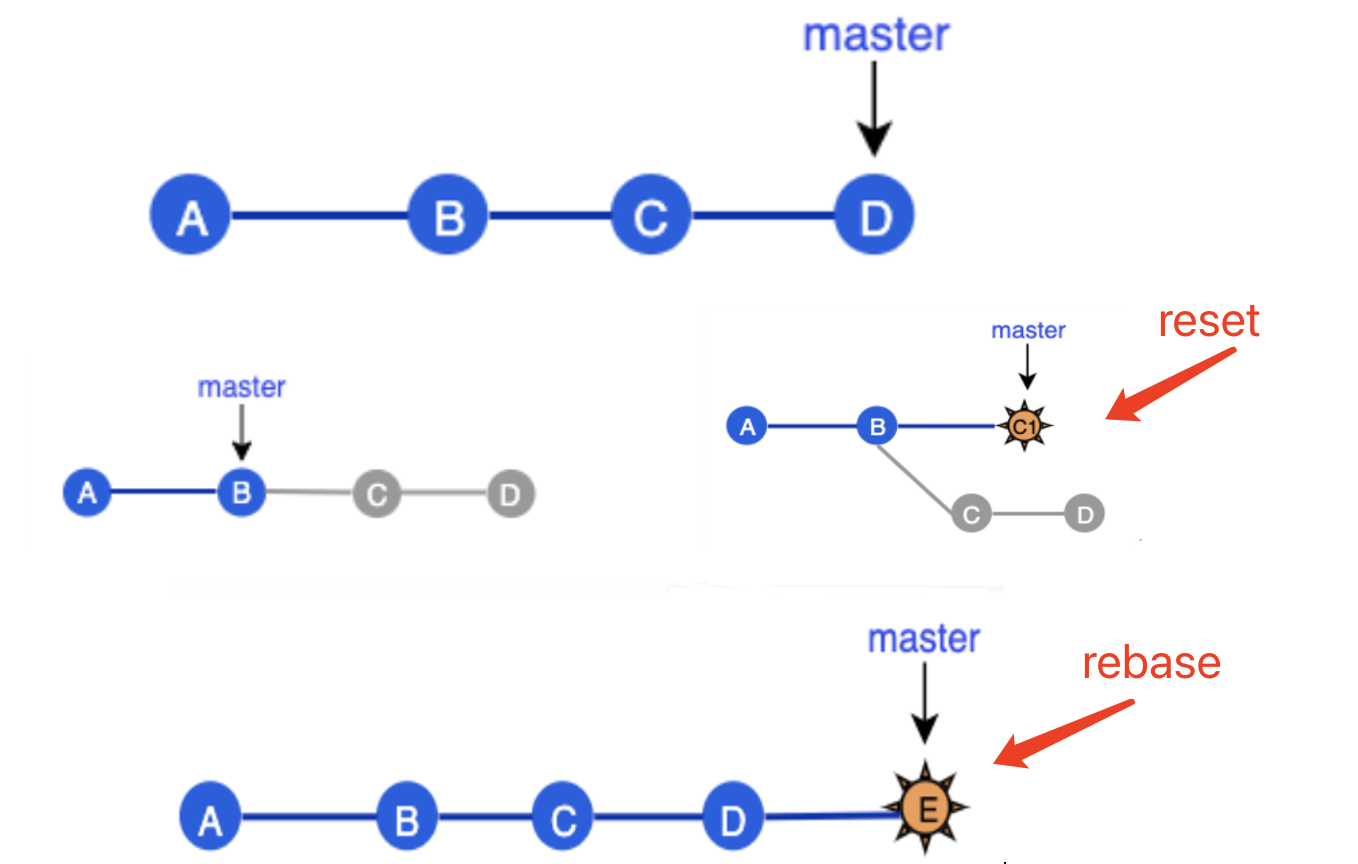 master
A B C D
master
A B C D
reset
master
A B C1
C D
rebase
master
A B C D E